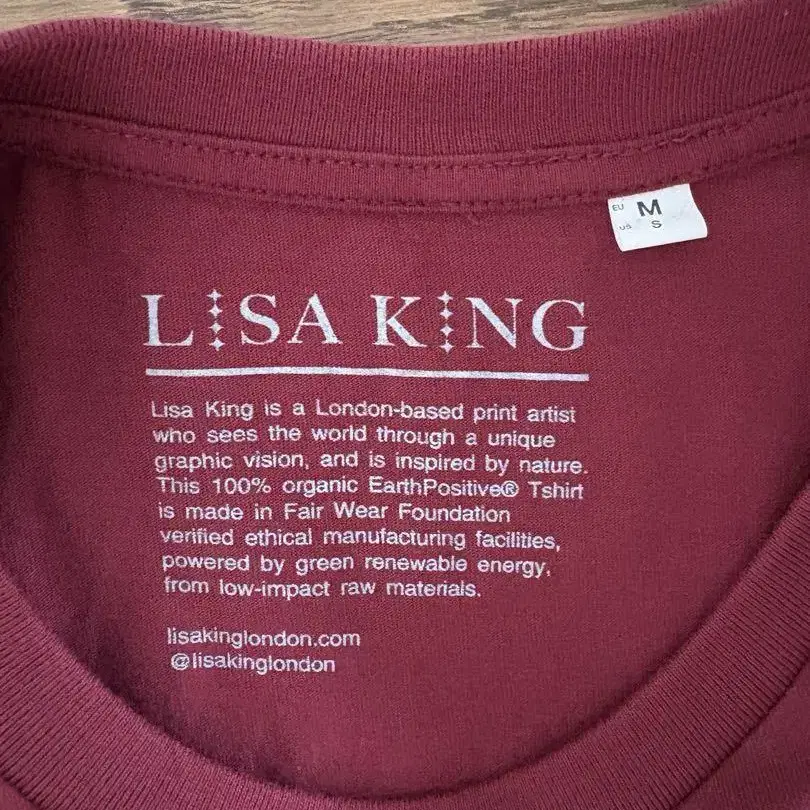 EU M
US S
LISA KING
Lisa King is a London-based print artist
who sees the world through a unique
graphic vision, and is inspired by nature.
This 100% organic EarthPositive® Tshirt
is made in Fair Wear Foundation
verified ethical manufacturing facilities,
powered by green renewable energy,
from low-impact raw materials.
lisakinglondon.com
@lisakinglondon